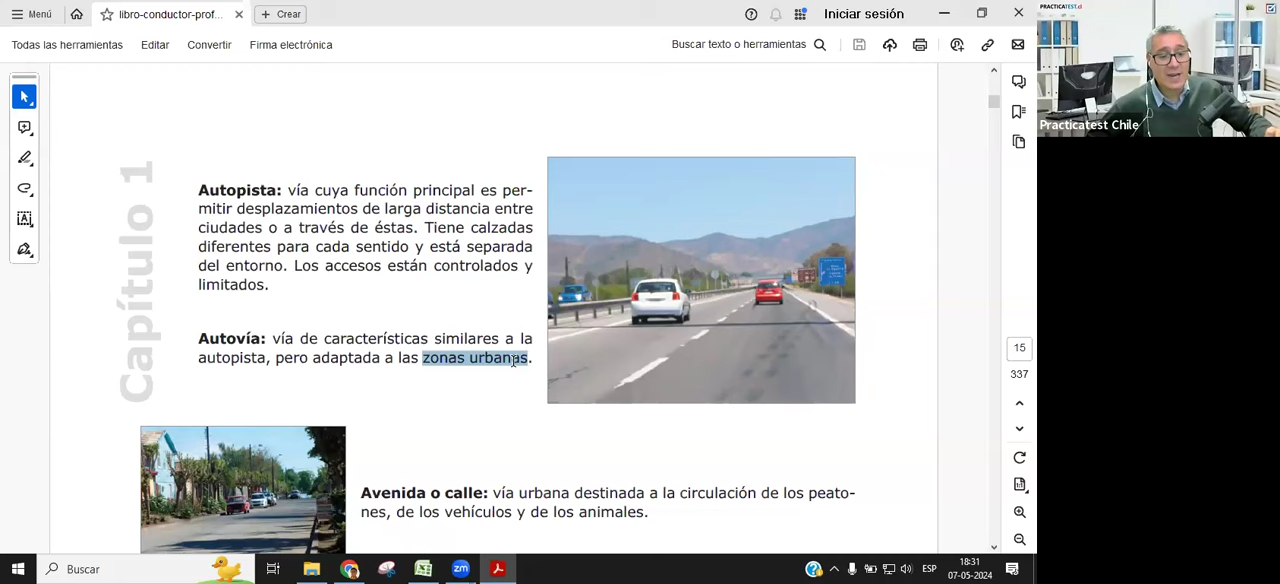 Menú
libro-conductor-prof...
Crear
Iniciar sesión
Todas las herramientas
Editar
Convertir
Firma electrónica
Buscar texto o herramientas
PRACTICATEST.cl
Practicatest Chile
Capítulo 1
Autopista: vía cuya función principal es per-
mitir desplazamientos de larga distancia entre
ciudades o a través de éstas. Tiene calzadas
diferentes para cada sentido y está separada
del entorno. Los accesos están controlados y
limitados.
Autovía: vía de características similares a la
autopista, pero adaptada a las zonas urbanas.
Avenida o calle: vía urbana destinada a la circulación de los peato-
nes, de los vehículos y de los animales.
15
337
Buscar
zm
ESP
18:31
07-05-2024